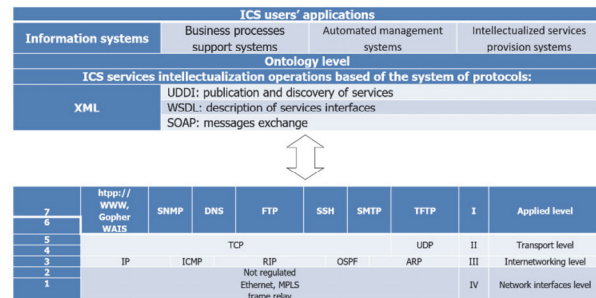 ICS users' applications
Information systems
Business processes support systems
Automated management systems
Intellectualized services provision systems
Ontology level
ICS services intellectualization operations based of the system of protocols:
XML
UDDI: publication and discovery of services
WSDL: description of services interfaces
SOAP: messages exchange
7
6
htpp://
WWW,
Gopher
WAIS
SNMP
DNS
FTP
SSH
SMTP
TFTP
I
Applied level
5
4
TCP
UDP
II
Transport level
3
IP
ICMP
RIP
OSPF
ARP
III
Internetworking level
2
1
Not regulated
Ethernet, MPLS
frame relay
IV
Network interfaces level